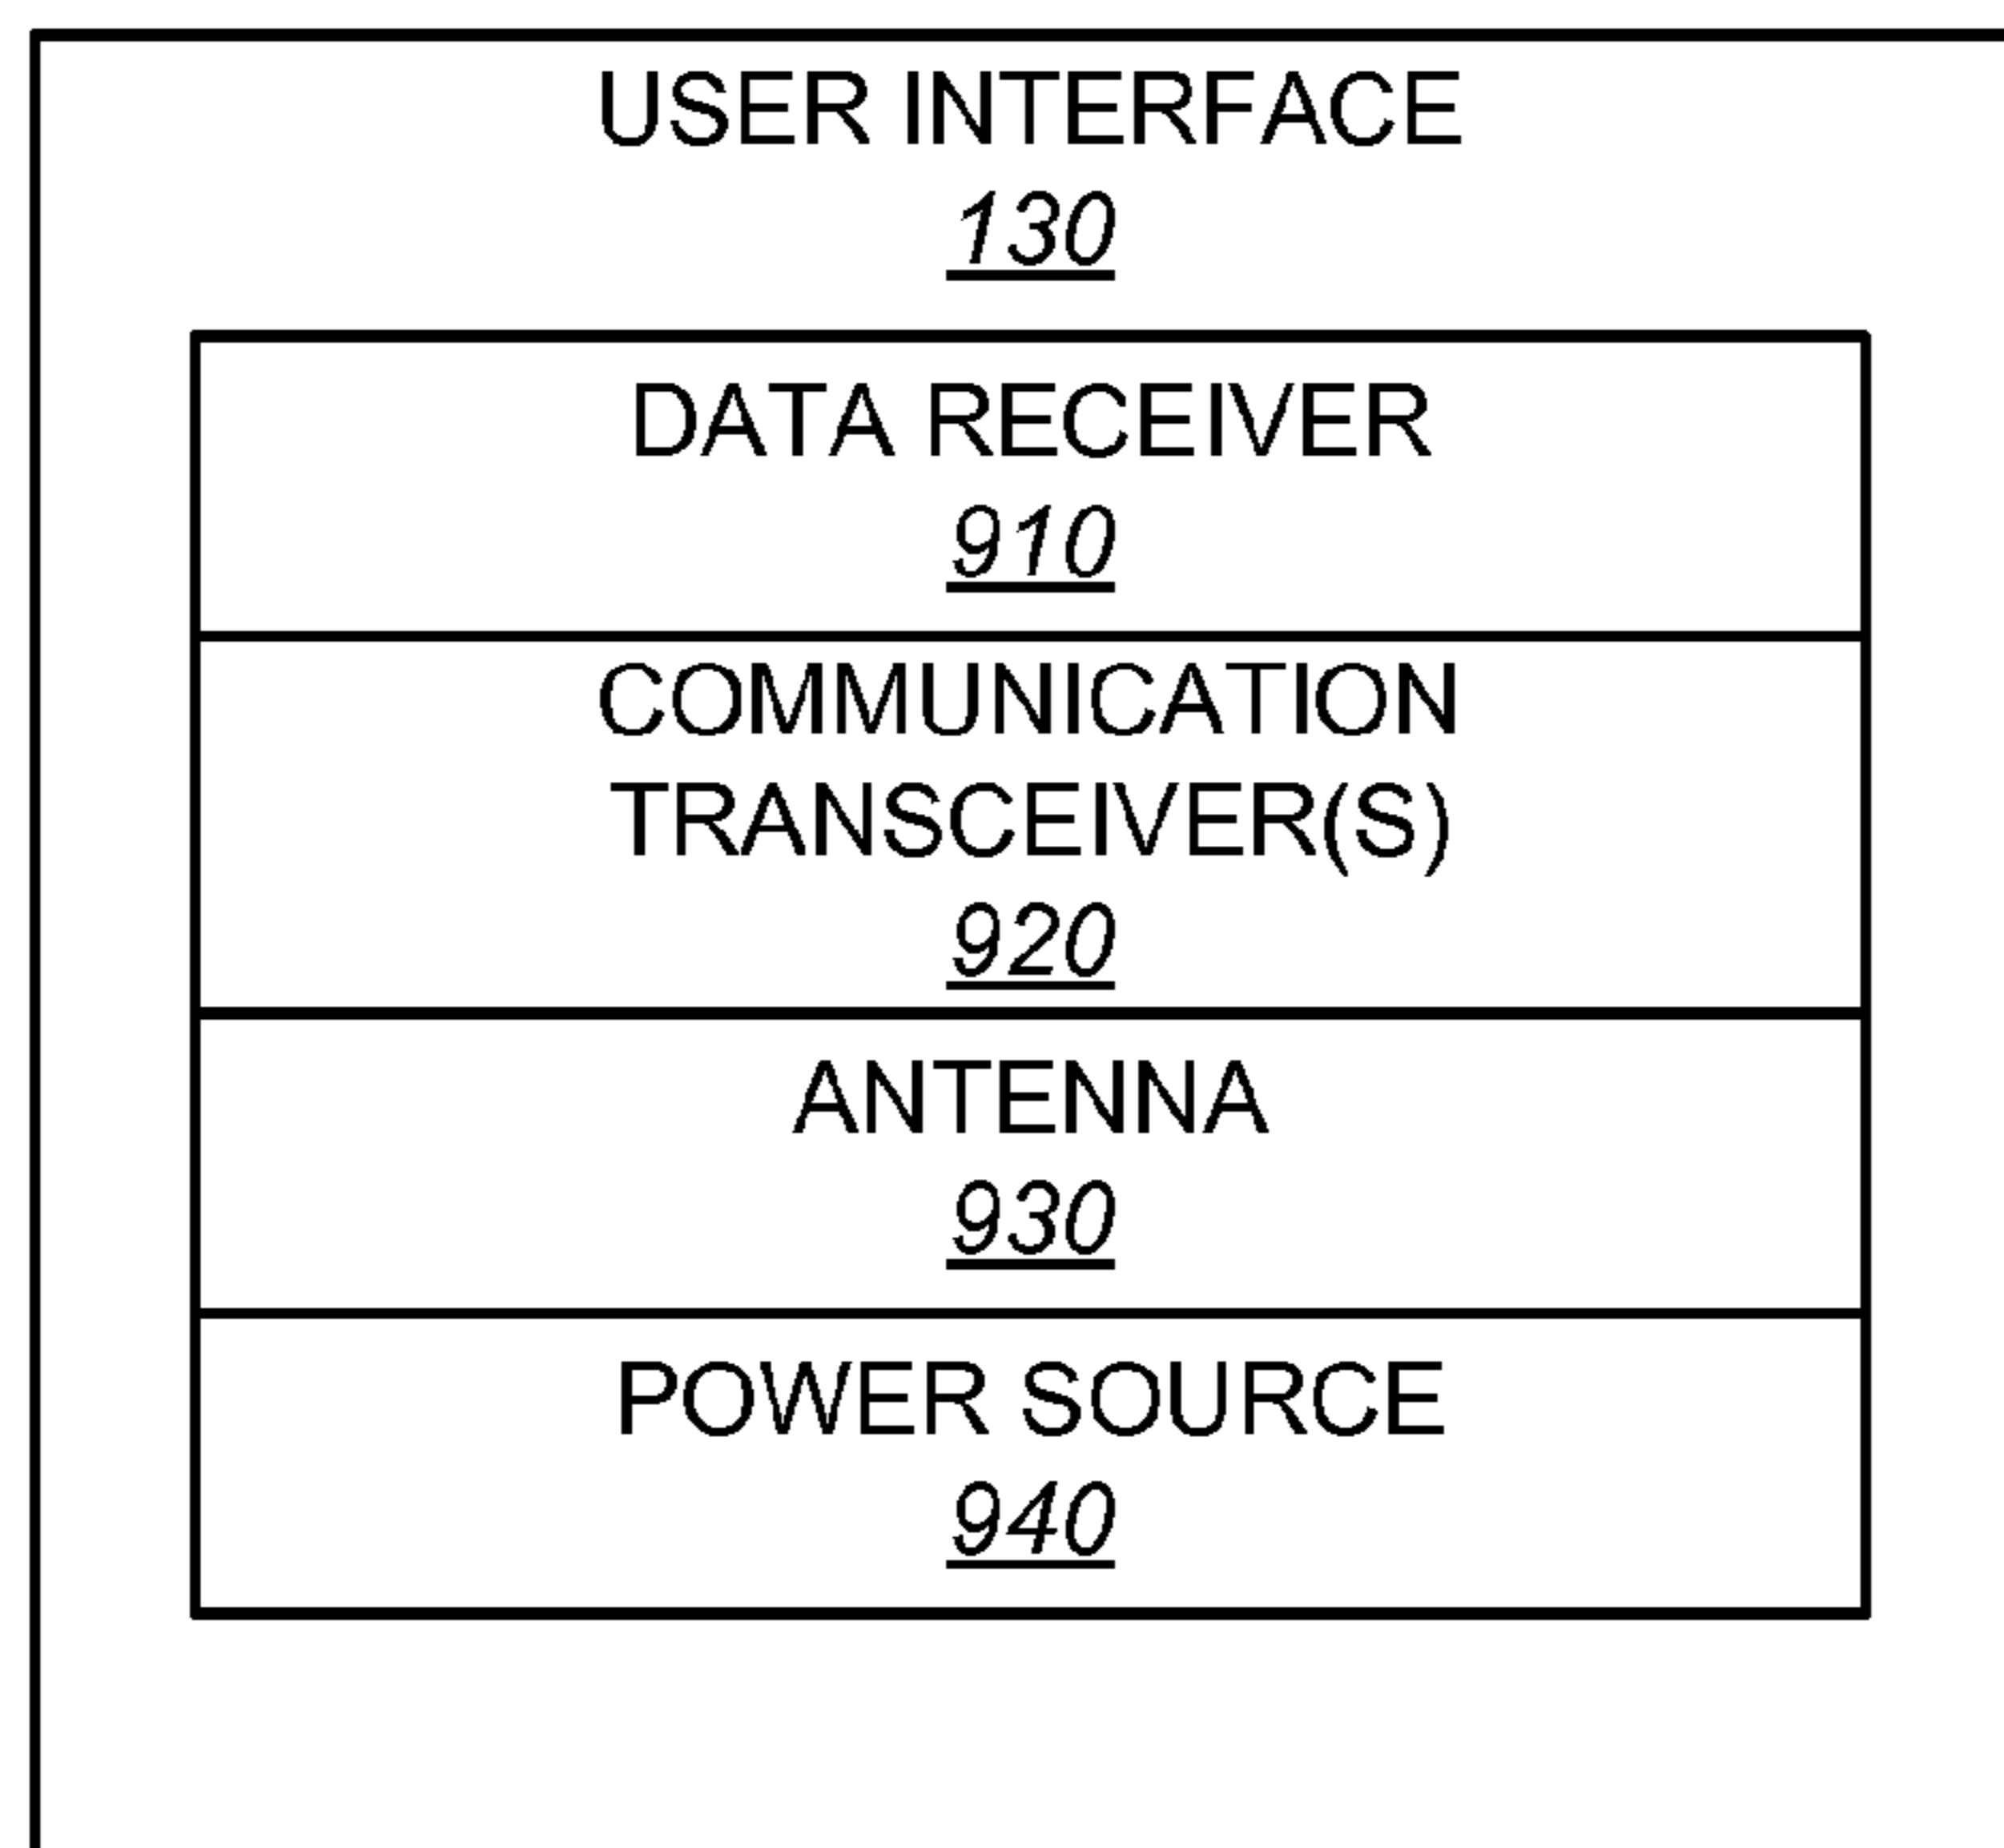 USER INTERFACE
130
DATA RECEIVER
910
COMMUNICATION
TRANSCEIVER(S)
920
ANTENNA
930
POWER SOURCE
940